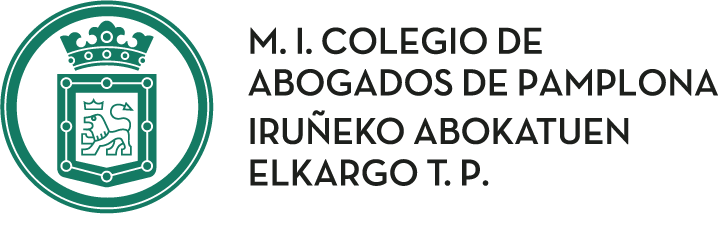 M. I. COLEGIO DE
ABOGADOS DE PAMPLONA
IRUÑEKO ABOKATUEN
ELKARGO T. P.